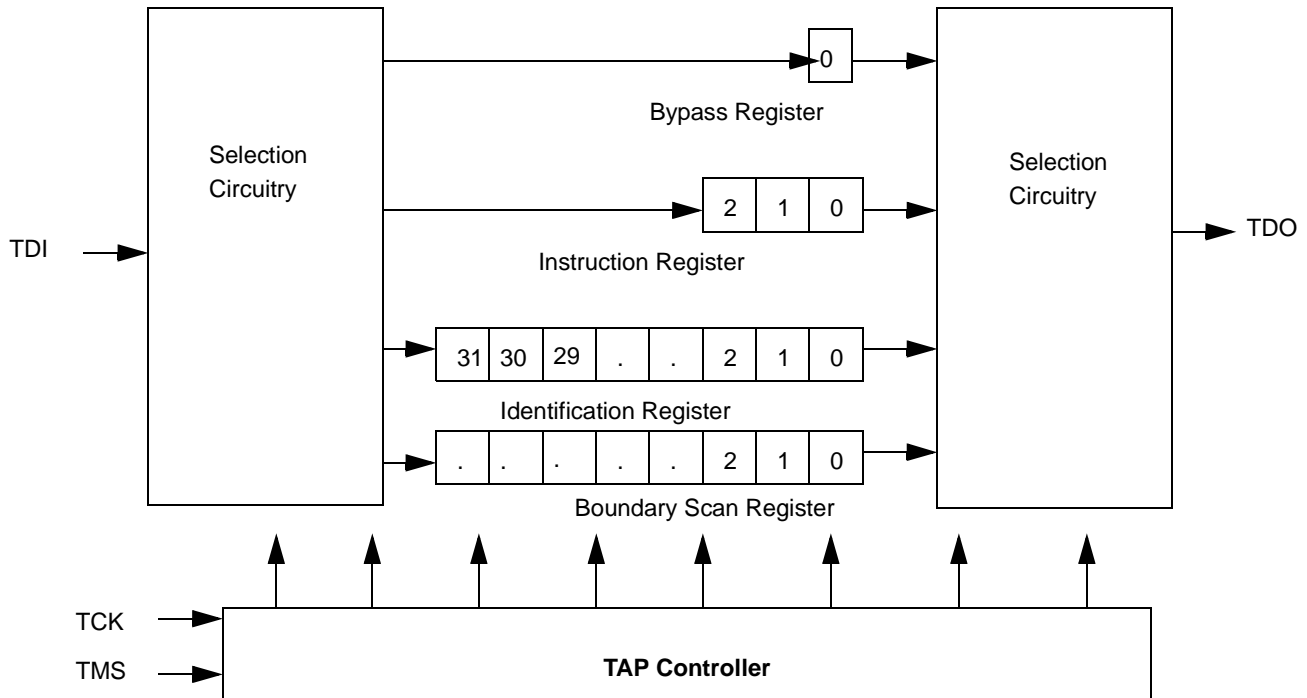 0
Bypass Register
Selection
Circuitry
Selection
Circuitry
2 1 0
TDI
TDO
Instruction Register
31 30 29 . . 2 1 0
Identification Register
. . . . . 2 1 0
Boundary Scan Register
TCK
TMS
TAP Controller